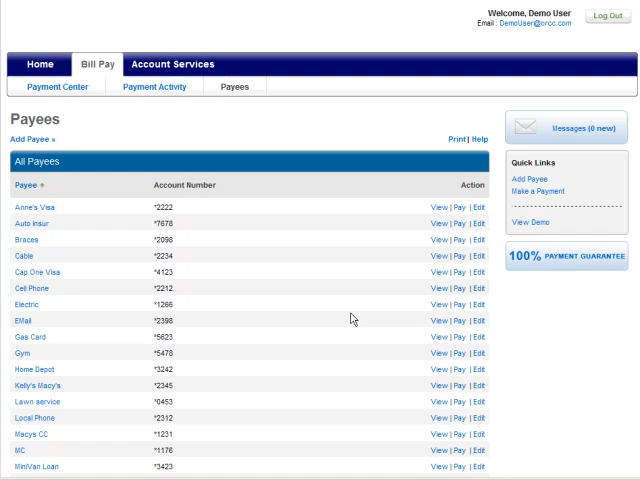 Welcome, Demo User
Email : DemoUser@orcc.com
Log Out
Home
Bill Pay
Account Services
Payment Center
Payment Activity
Payees
Payees
Add Payee »
Print | Help
All Payees
Payee Account Number Action
Anne's Visa *2222 View | Pay | Edit
Auto Insur *7678 View | Pay | Edit
Braces *2098 View | Pay | Edit
Cable *2234 View | Pay | Edit
Cap One Visa *4123 View | Pay | Edit
Cell Phone *2212 View | Pay | Edit
Electric *1266 View | Pay | Edit
EMail *2398 View | Pay | Edit
Gas Card *5623 View | Pay | Edit
Gym *5478 View | Pay | Edit
Home Depot *3242 View | Pay | Edit
Kelly's Macy's *2345 View | Pay | Edit
Lawn service *0453 View | Pay | Edit
Local Phone *2312 View | Pay | Edit
Macys CC *1231 View | Pay | Edit
MC *1176 View | Pay | Edit
MiniVan Loan *3423 View | Pay | Edit
Messages (0 new)
Quick Links
Add Payee
Make a Payment
View Demo
100% PAYMENT GUARANTEE